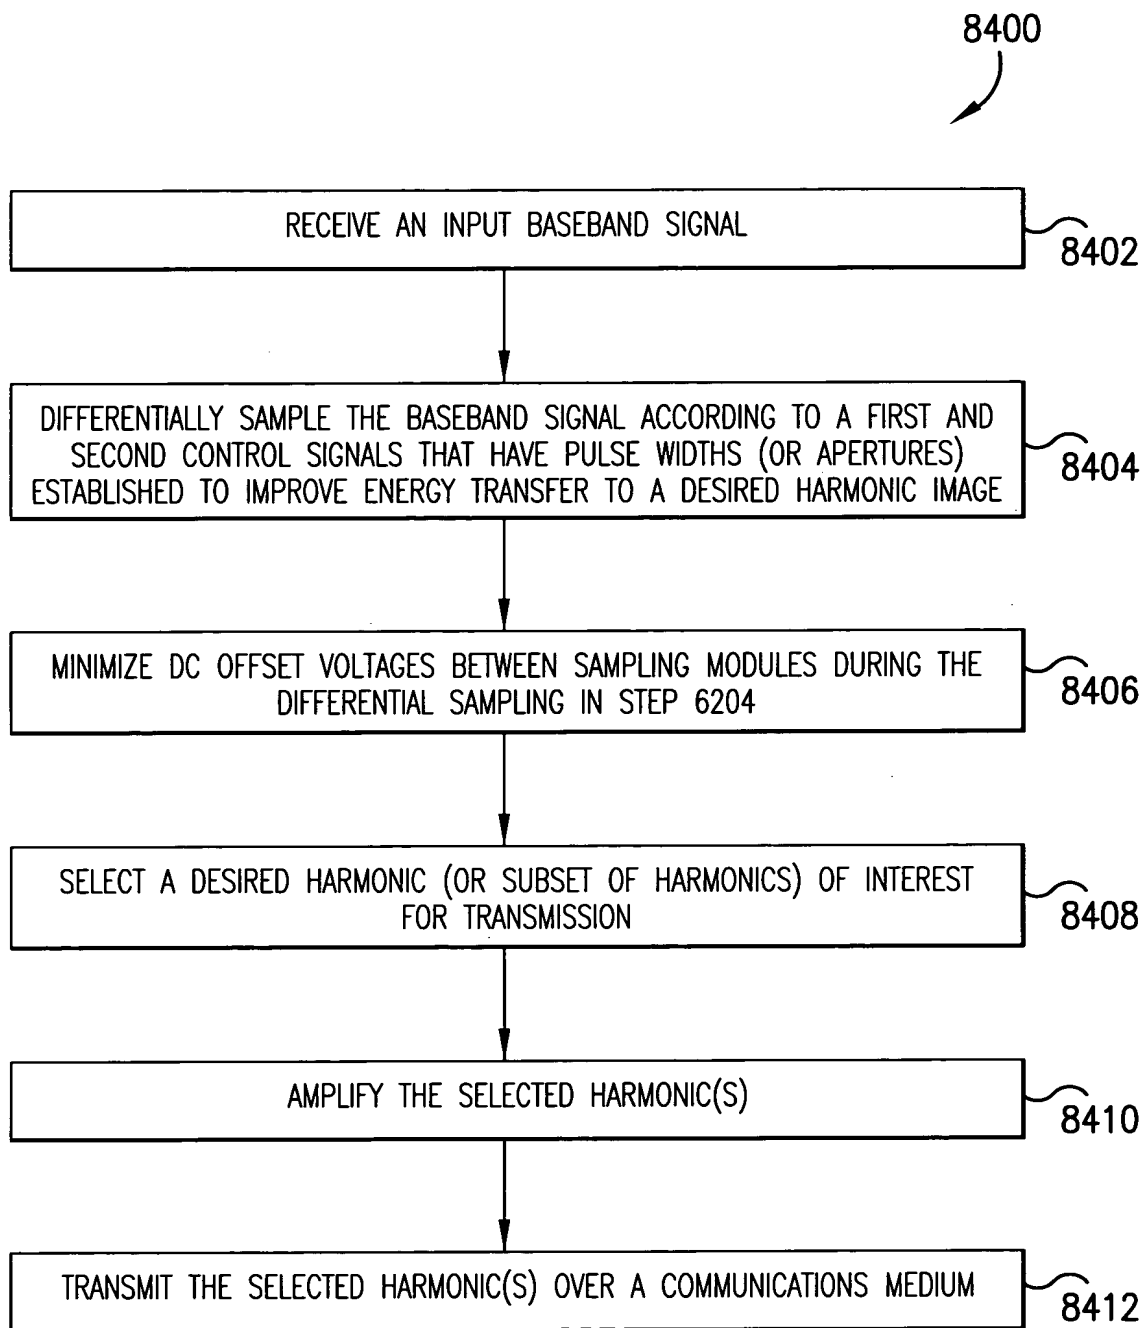 8400
RECEIVE AN INPUT BASEBAND SIGNAL
8402
DIFFERENTIALLY SAMPLE THE BASEBAND SIGNAL ACCORDING TO A FIRST AND
SECOND CONTROL SIGNALS THAT HAVE PULSE WIDTHS (OR APERTURES)
ESTABLISHED TO IMPROVE ENERGY TRANSFER TO A DESIRED HARMONIC IMAGE
8404
MINIMIZE DC OFFSET VOLTAGES BETWEEN SAMPLING MODULES DURING THE
DIFFERENTIAL SAMPLING IN STEP 6204
8406
SELECT A DESIRED HARMONIC (OR SUBSET OF HARMONICS) OF INTEREST
FOR TRANSMISSION
8408
AMPLIFY THE SELECTED HARMONIC(S)
8410
TRANSMIT THE SELECTED HARMONIC(S) OVER A COMMUNICATIONS MEDIUM
8412